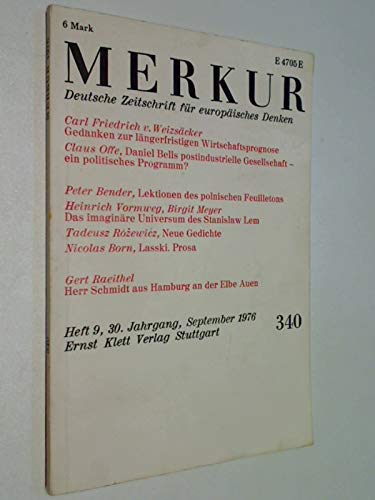 6 Mark
E 4705 E
MERKUR
Deutsche Zeitschrift für europäisches Denken
Carl Friedrich v. Weizsäcker
Gedanken zur längerfristigen Wirtschaftsprognose
Claus Offe, Daniel Bells postindustrielle Gesellschaft –
ein politisches Programm?
Peter Bender, Lektionen des polnischen Feuilletons
Heinrich Vormweg, Birgit Meyer
Das Imaginäre Universum des Stanislaw Lem
Tadeusz Różewicz, Neue Gedichte
Nicolas Born, Lasski. Prosa
Gert Raeithel
Herr Schmidt aus Hamburg an der Elbe Auen
Heft 9, 30. Jahrgang, September 1976
340
Ernst Klett Verlag Stuttgart